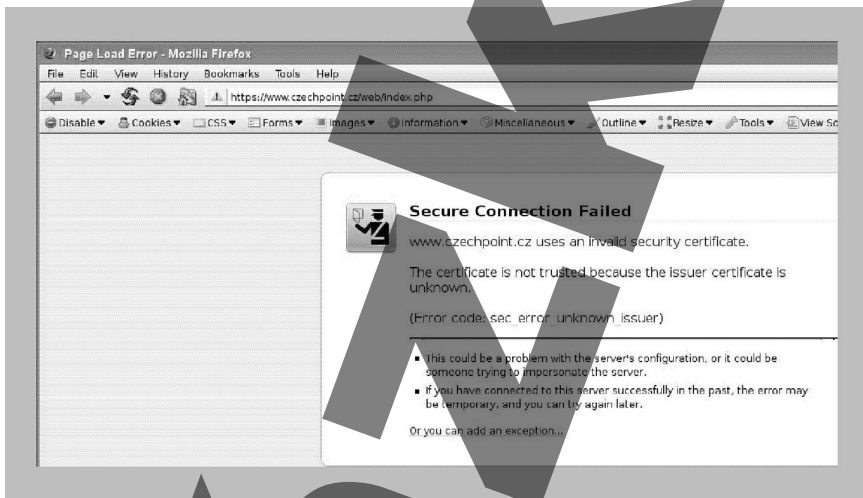 Page Load Error - Mozilla Firefox
File Edit View History Bookmarks Tools Help
https://www.czechpoint.cz/web/index.php
Disable Cookies CSS Forms Images Information Miscellaneous Outline Resize Tools View Sc
Secure Connection Failed
www.czechpoint.cz uses an invalid security certificate.
The certificate is not trusted because the issuer certificate is
unknown.
(Error code: sec_error_unknown_issuer)
This could be a problem with the server's configuration, or it could be
someone trying to impersonate the server.
If you have connected to this server successfully in the past, the error may
be temporary, and you can try again later.
Or you can add an exception...